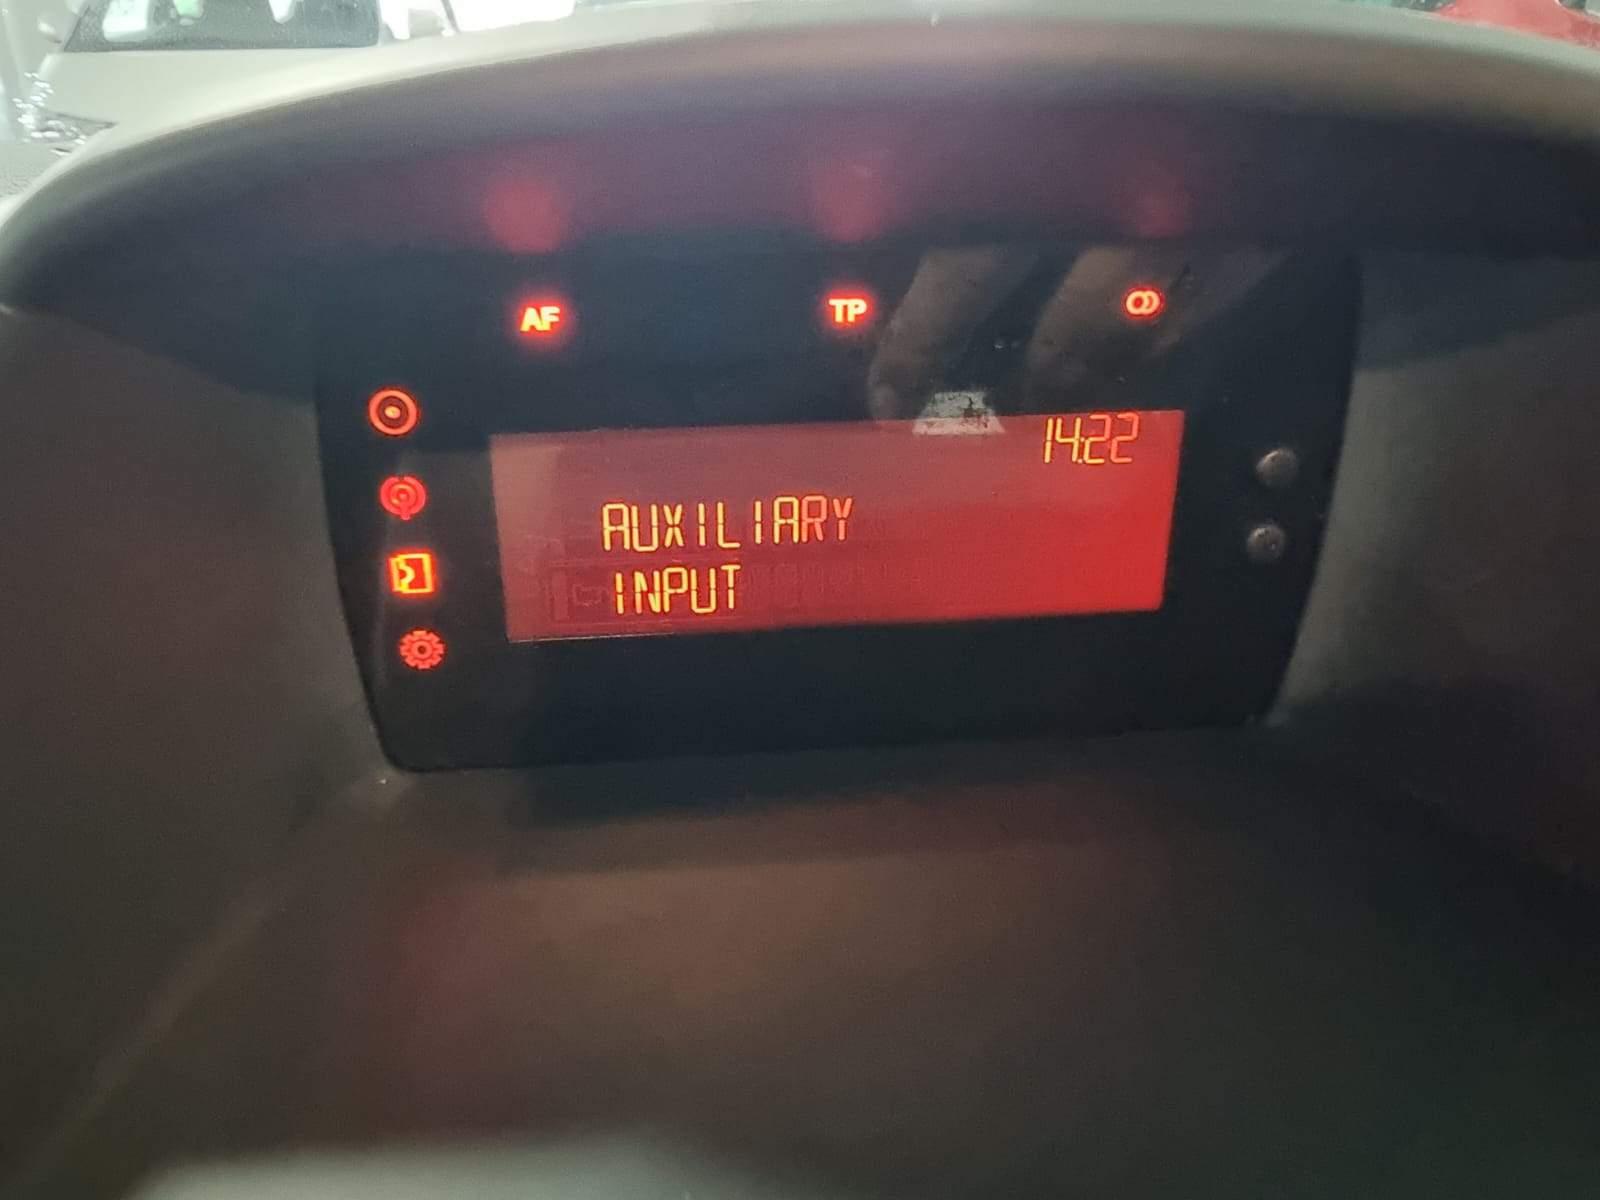 AF
TP
14:22
AUXILIARY
INPUT